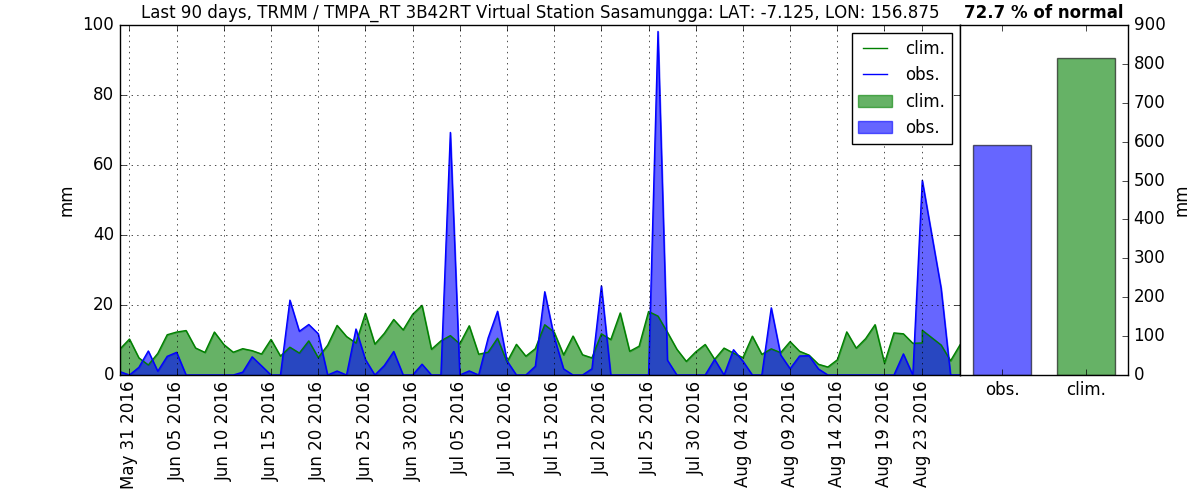 Last 90 days, TRMM / TMPA_RT 3B42RT Virtual Station Sasamungga: LAT: -7.125, LON: 156.875
72.7 % of normal
100
80
60
40
20
0
mm
clim.
obs.
clim.
obs.
May 31 2016
Jun 05 2016
Jun 10 2016
Jun 15 2016
Jun 20 2016
Jun 25 2016
Jun 30 2016
Jul 05 2016
Jul 10 2016
Jul 15 2016
Jul 20 2016
Jul 25 2016
Jul 30 2016
Aug 04 2016
Aug 09 2016
Aug 14 2016
Aug 19 2016
Aug 23 2016
900
800
700
600
500
400
300
200
100
0
mm
obs.
clim.